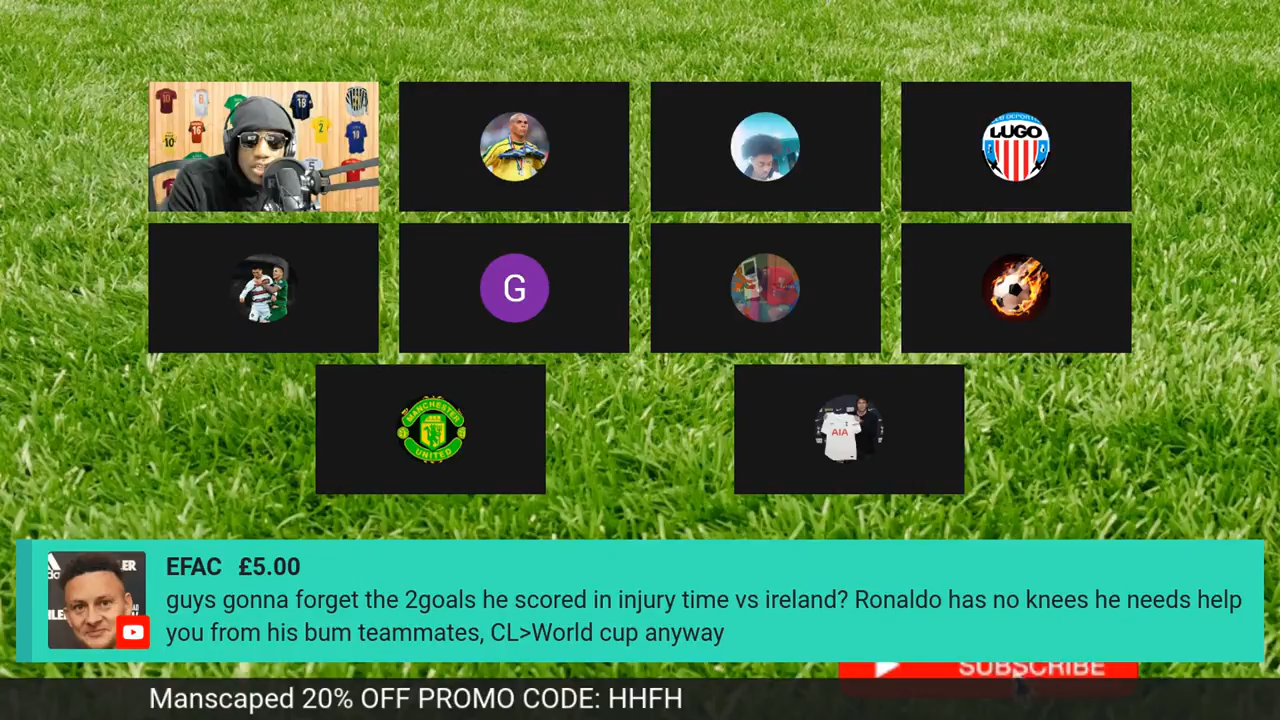 LUGO
G
MANCHESTER
UNITED
AIA
EFAC £5.00
guys gonna forget the 2goals he scored in injury time vs ireland? Ronaldo has no knees he needs help
you from his bum teammates, CL>World cup anyway
SUBSCRIBE
Manscaped 20% OFF PROMO CODE: HHFH